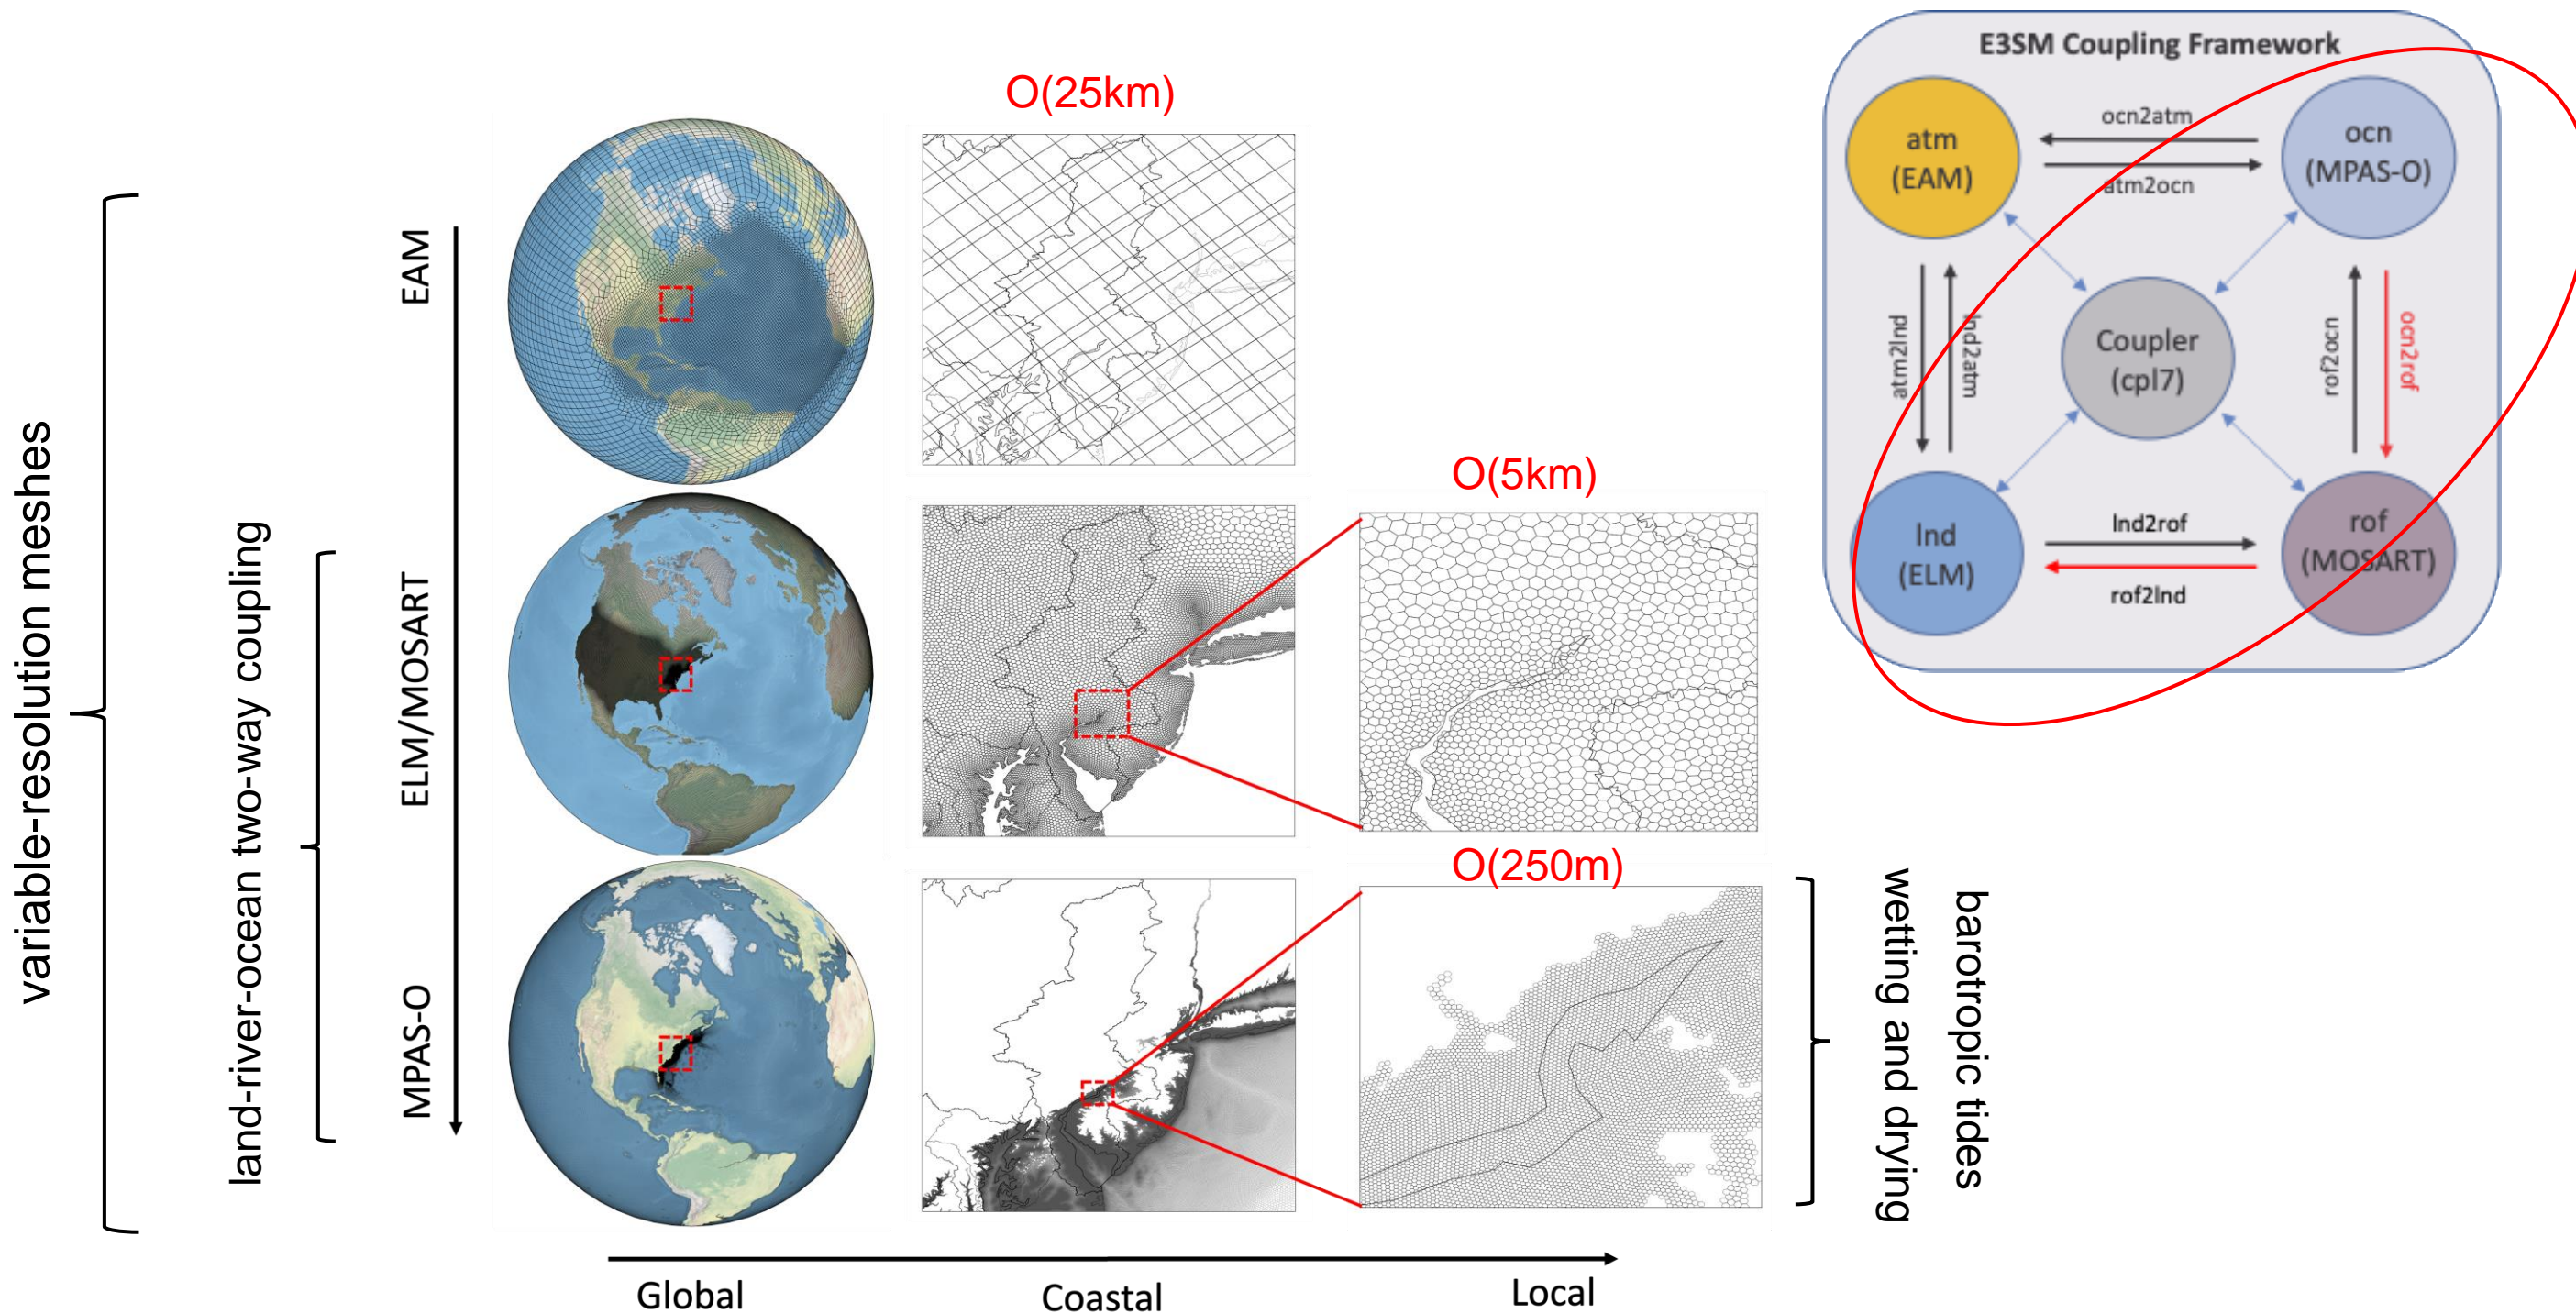 variable-resolution meshes
land-river-ocean two-way coupling
EAM
ELM/MOSART
MPAS-O
O(25km)
O(5km)
O(250m)
wetting and drying
barotropic tides
Global
Coastal
Local
E3SM Coupling Framework
atm
(EAM)
ocn2atm
atm2ocn
ocn
(MPAS-O)
atm2lnd
lnd2atm
Coupler
(cpl7)
rof2ocn
ocn2rof
lnd
(ELM)
lnd2rof
rof2lnd
rof
(MOSART)